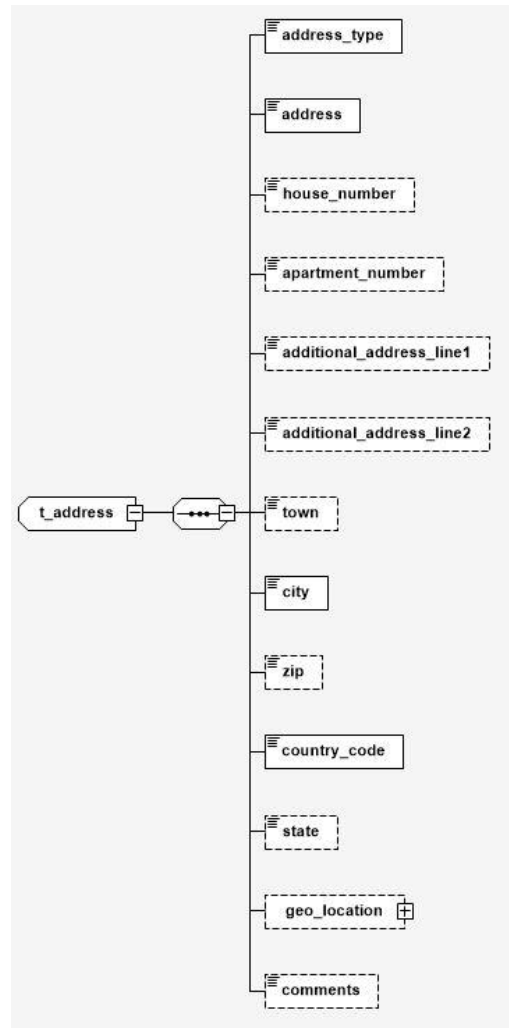 address_type
address
house_number
apartment_number
additional_address_line1
additional_address_line2
t_address
town
city
zip
country_code
state
geo_location
comments